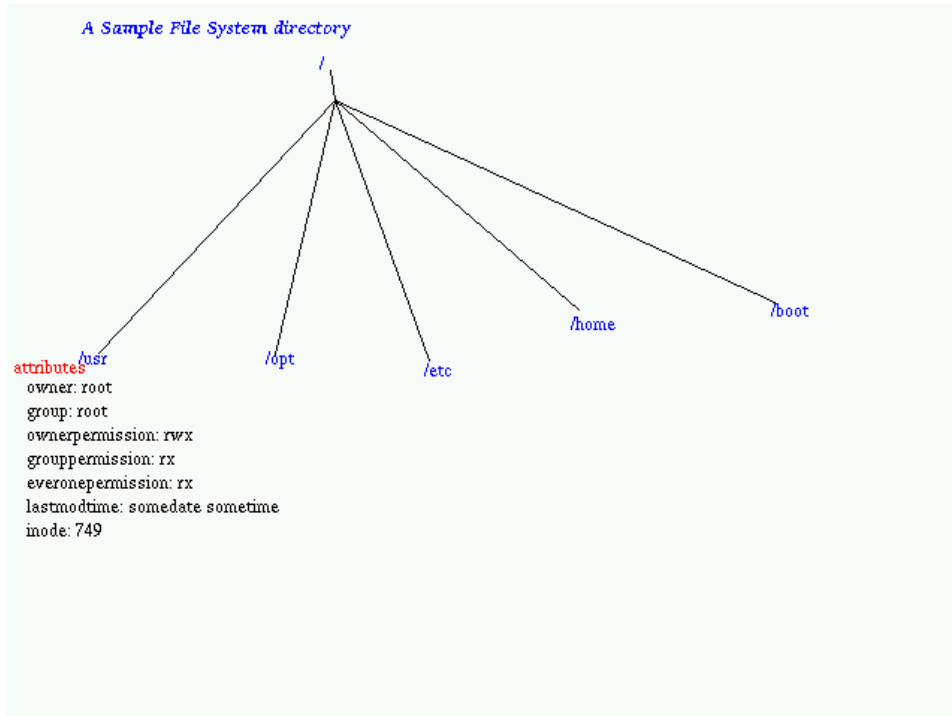 A Sample File System directory
/
/boot
/home
/usr
/opt
/etc
attributes
owner: root
group: root
ownerpermission: rwx
grouppermission: rx
everonepermission: rx
lastmodtime: somedate sometime
inode: 749